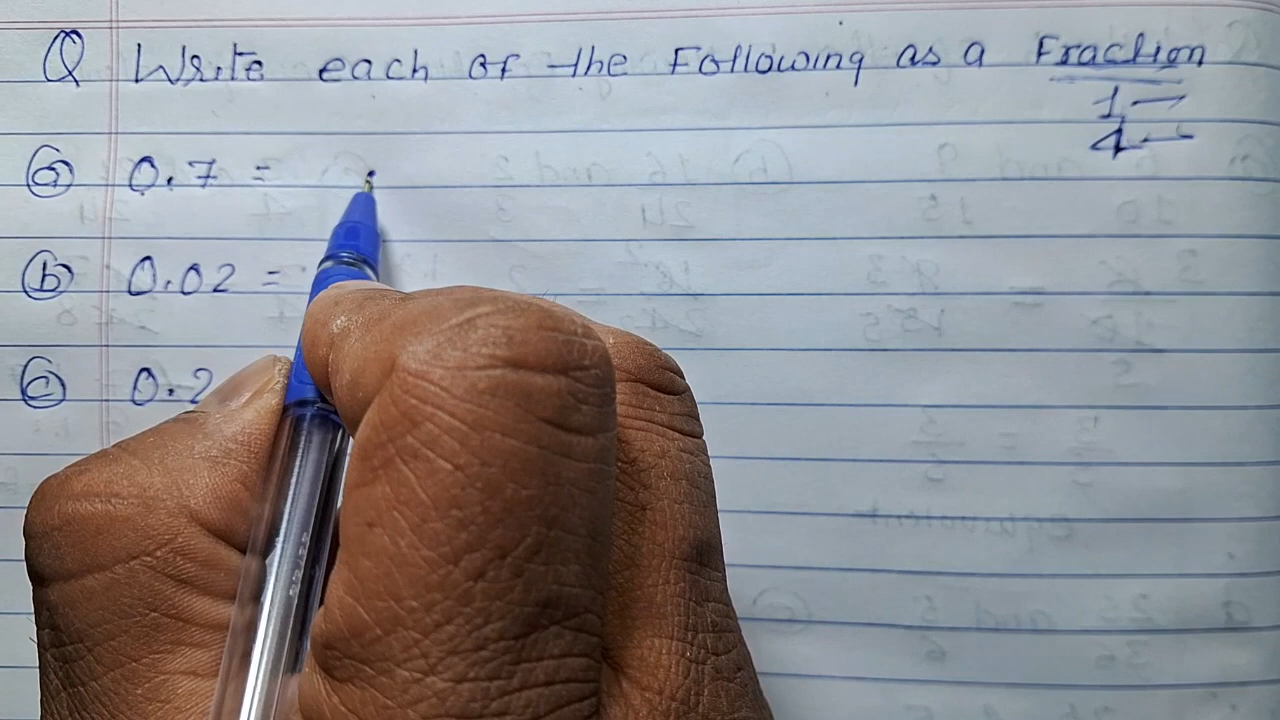 Q Write each of the Following as a Fraction
1
4
a 0.7 =
b 0.02 =
c 0.2